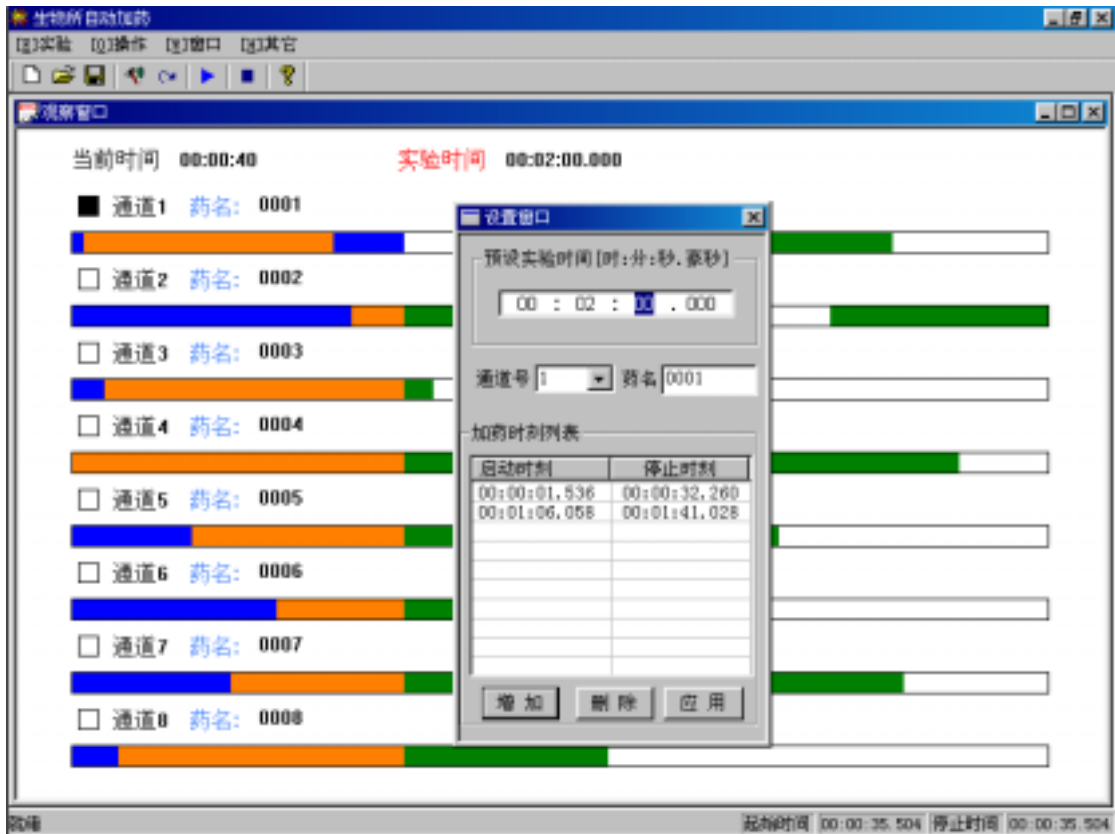 生物所自动加药
[E]实验 [O]操作 [W]窗口 [H]其它
观察窗口
当前时间 00:00:40 实验时间 00:02:00.000
通道1 药名: 0001
通道2 药名: 0002
通道3 药名: 0003
通道4 药名: 0004
通道5 药名: 0005
通道6 药名: 0006
通道7 药名: 0007
通道8 药名: 0008
设置窗口
预设实验时间[时:分:秒.豪秒]
00 : 02 : 00 . 000
通道号 1 药名 0001
加药时刻列表
启动时刻 停止时刻
00:00:01.536 00:00:32.260
00:01:06.058 00:01:41.028
增 加 删 除 应 用
就绪 起始时间 00:00:35.504 停止时间 00:00:35.504